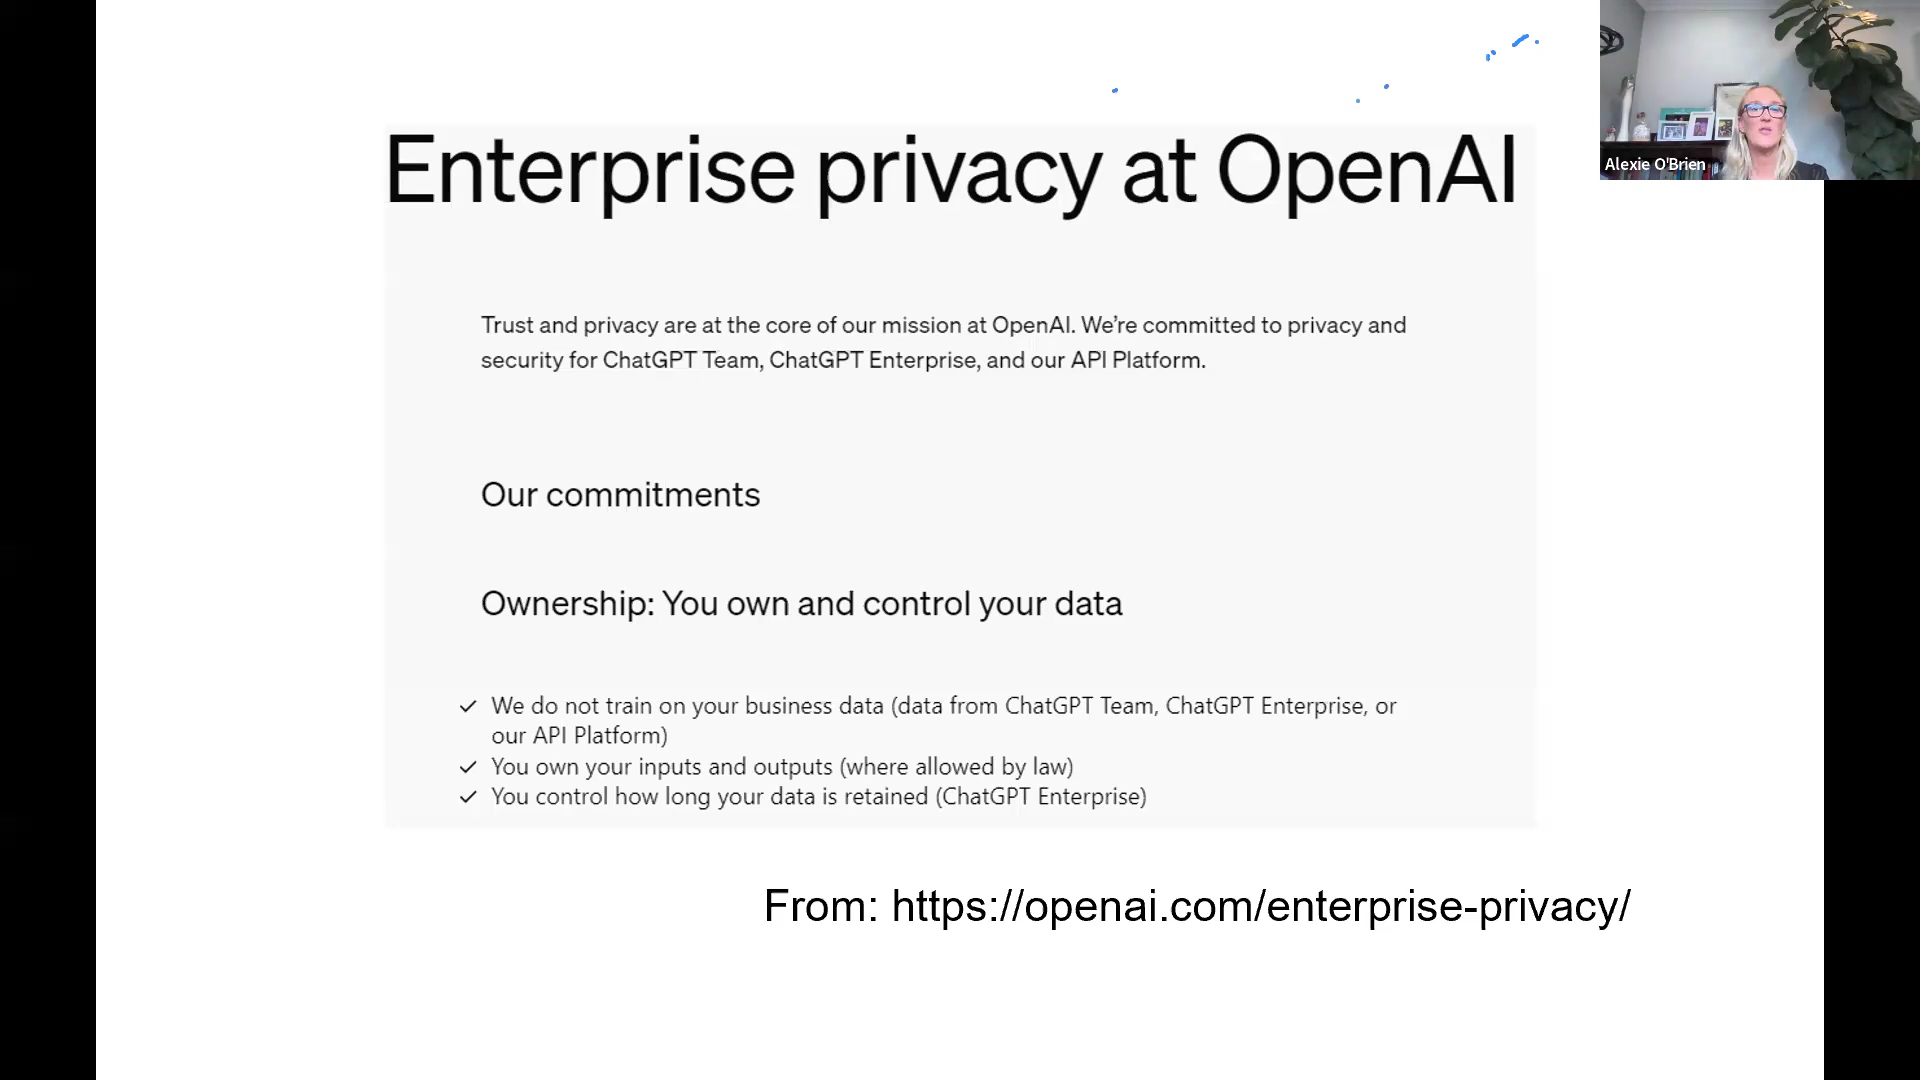 Enterprise privacy at OpenAI
Alexie O'Brien
Trust and privacy are at the core of our mission at OpenAI. We’re committed to privacy and
security for ChatGPT Team, ChatGPT Enterprise, and our API Platform.
Our commitments
Ownership: You own and control your data
✓ We do not train on your business data (data from ChatGPT Team, ChatGPT Enterprise, or
our API Platform)
✓ You own your inputs and outputs (where allowed by law)
✓ You control how long your data is retained (ChatGPT Enterprise)
From: https://openai.com/enterprise-privacy/